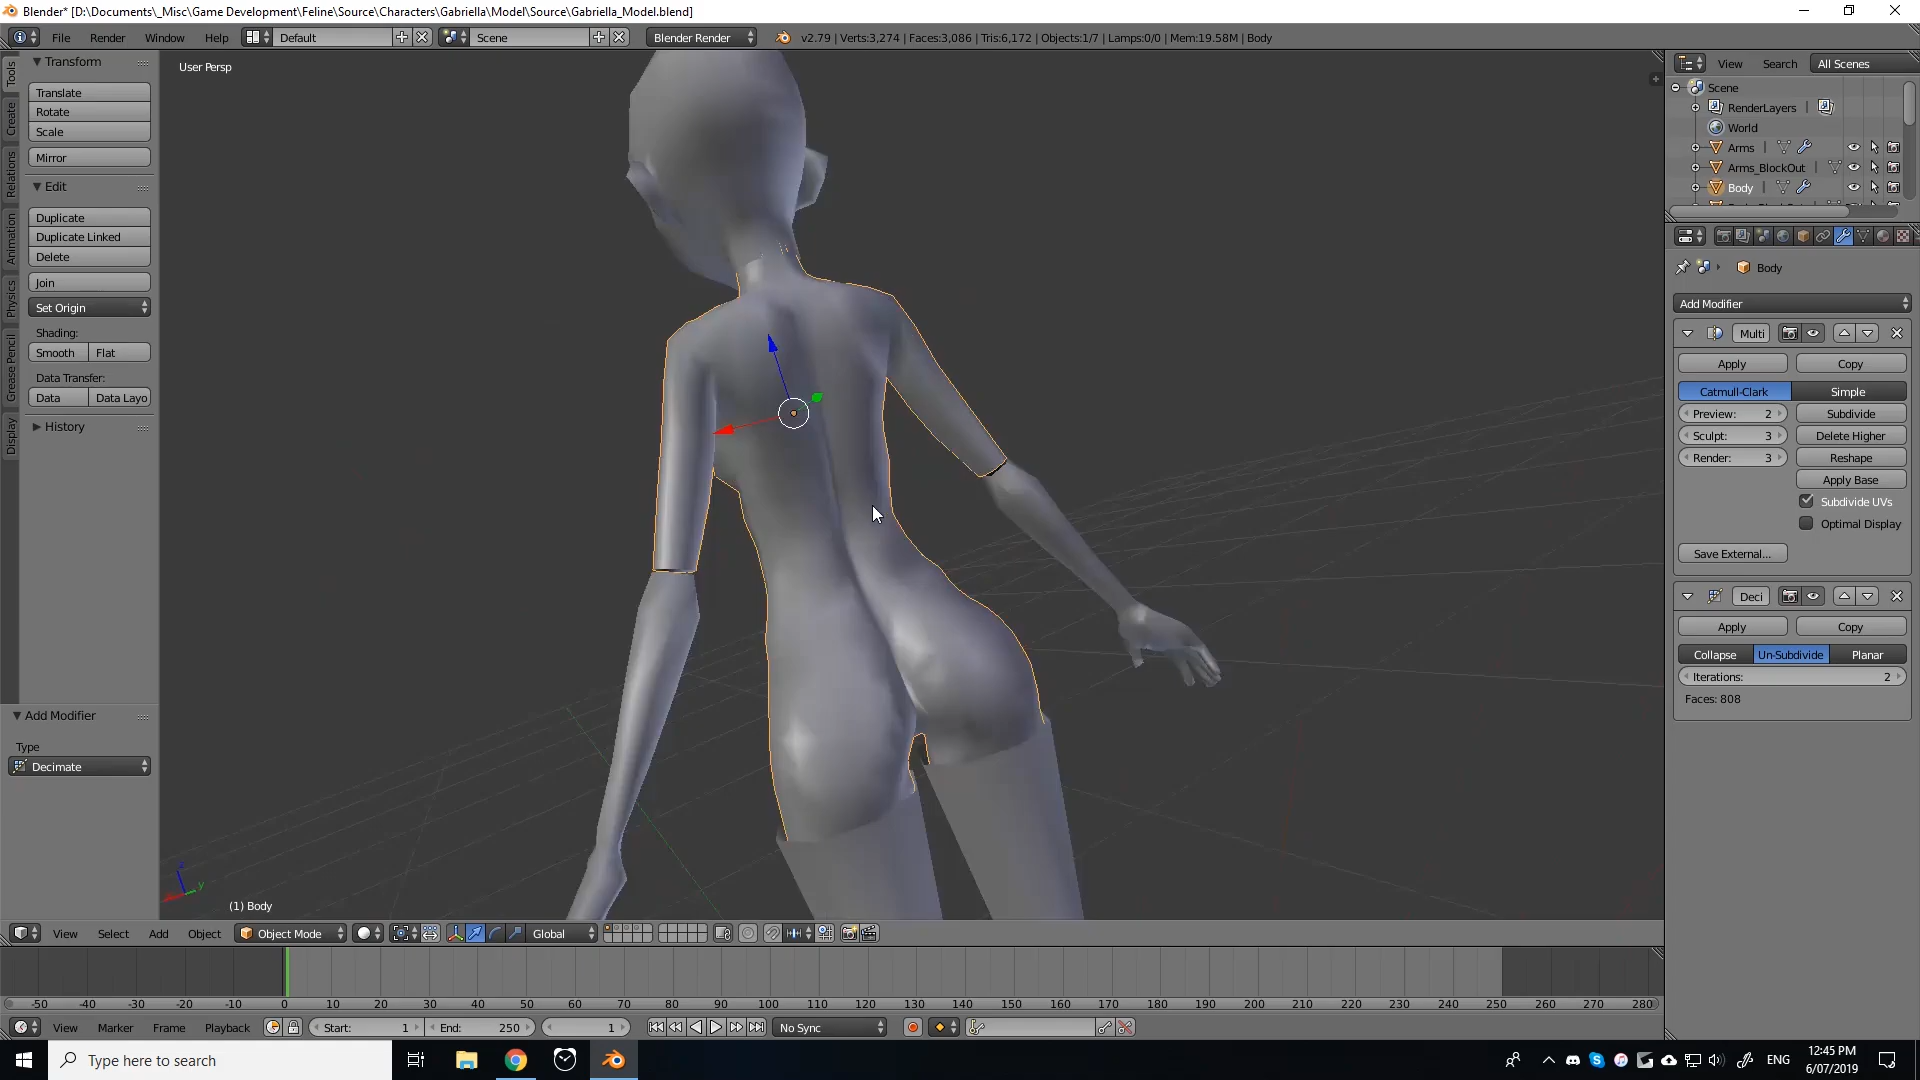 Blender* [D:\Documents\_Misc\Game Development\Feline\Source\Characters\Gabriella\Model\Source\Gabriella_Model.blend]
File Render Window Help Default Scene Blender Render v2.79 | Verts:3,274 | Faces:3,086 | Tris:6,172 | Objects:1/7 | Lamps:0/0 | Mem:19.58M | Body
Tools
Create
Relations
Animation
Physics
Grease Pencil
Display
Transform
Translate
Rotate
Scale
Mirror
Edit
Duplicate
Duplicate Linked
Delete
Join
Set Origin
Shading:
Smooth Flat
Data Transfer:
Data Data Layo
History
Add Modifier
Type
Decimate
User Persp
z
y
(1) Body
View Search All Scenes
Scene
RenderLayers
World
Arms
Arms_BlockOut
Body
Body
Add Modifier
Multi
Apply Copy
Catmull-Clark Simple
Preview: 2 Subdivide
Sculpt: 3 Delete Higher
Render: 3 Reshape
Apply Base
Subdivide UVs
Optimal Display
Save External...
Deci
Apply Copy
Collapse Un-Subdivide Planar
Iterations: 2
Faces: 808
View Select Add Object Object Mode Global
-50 -40 -30 -20 -10 0 10 20 30 40 50 60 70 80 90 100 110 120 130 140 150 160 170 180 190 200 210 220 230 240 250 260 270 280
View Marker Frame Playback Start: 1 End: 250 1 No Sync
Type here to search
ENG
12:45 PM
6/07/2019